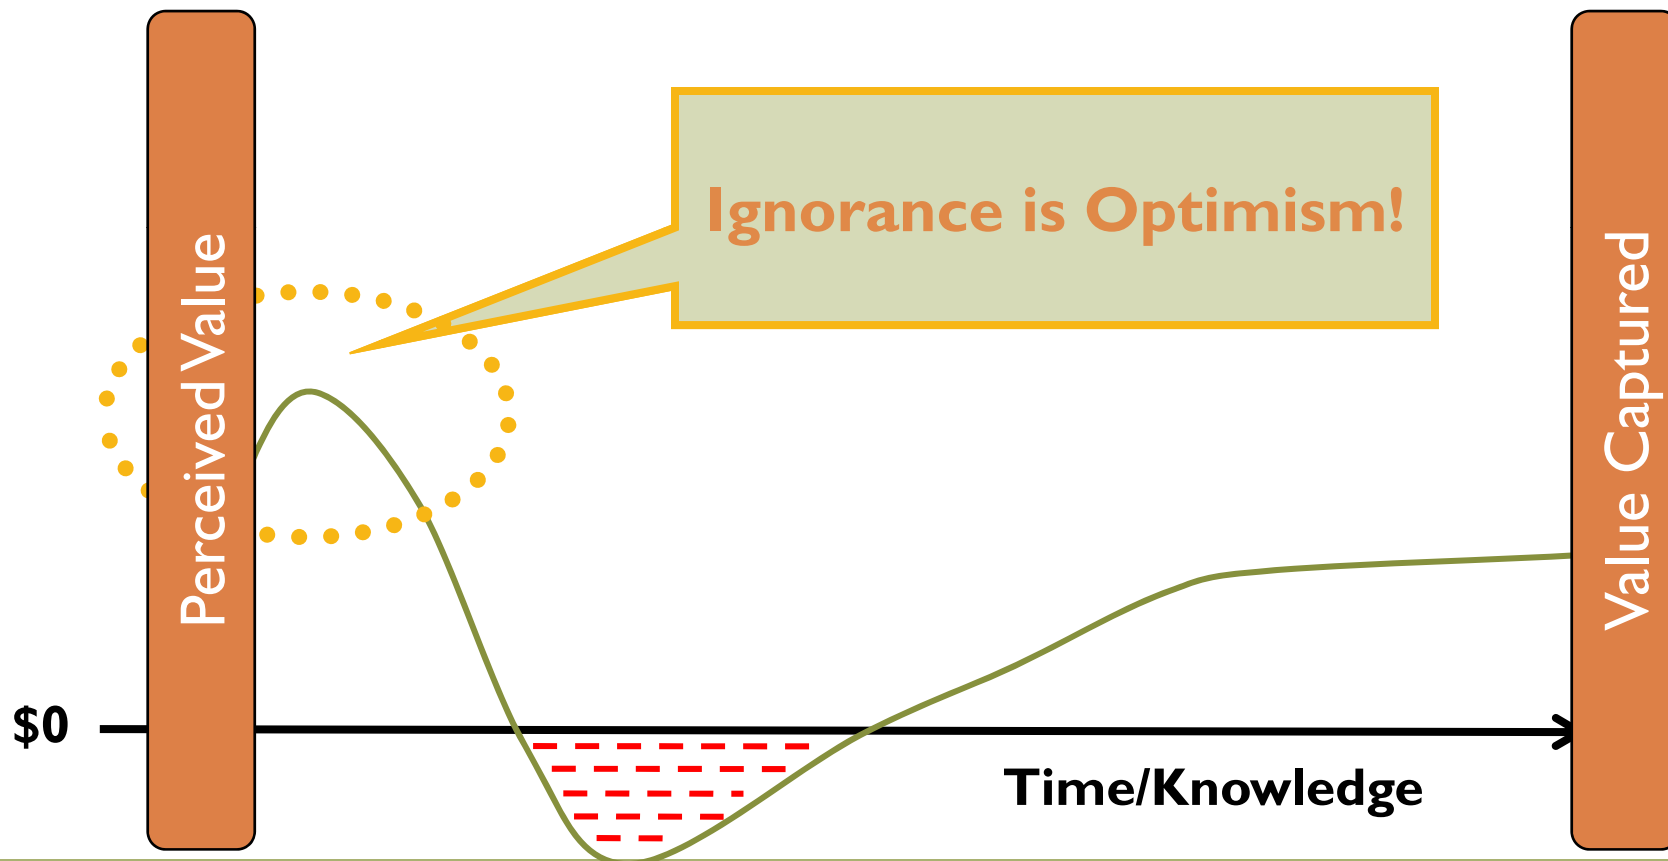 Perceived Value
Ignorance is Optimism!
Value Captured
$0
Time/Knowledge